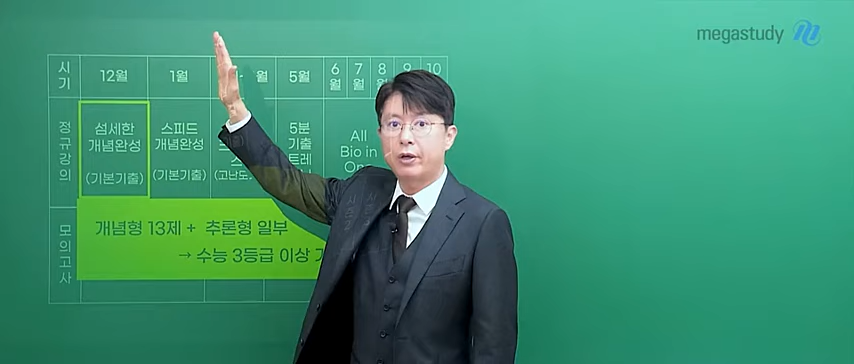 megastudy
시기
12월
1월
월
5월
6월
7월
8월
9
10
정규강의
섬세한
개념완성
(기본기출)
스피드
개념완성
(기본기출)
(고난도
5분
기출
트레
All
Bio in
모의고사
개념형 13제 + 추론형 일부
→ 수능 3등급 이상